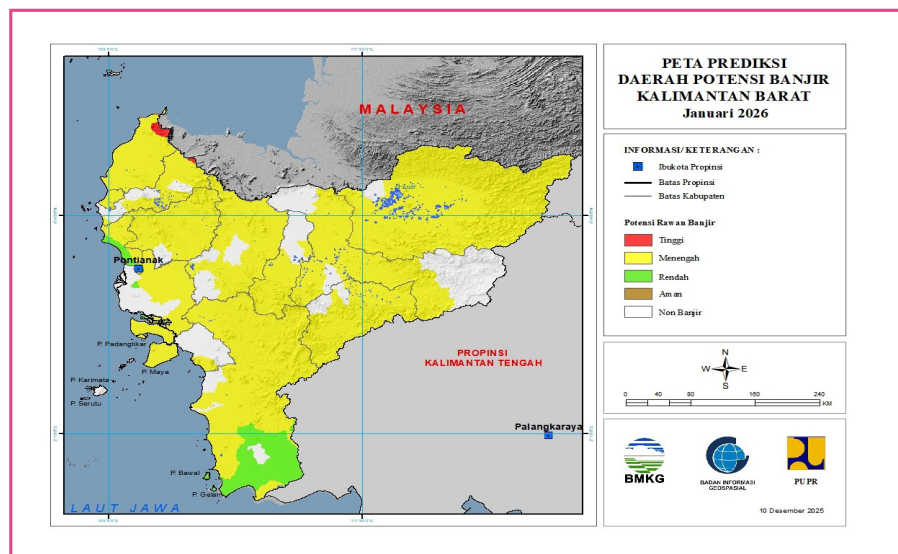 PETA PREDIKSI
DAERAH POTENSI BANJIR
KALIMANTAN BARAT
Januari 2026
INFORMASI/KETERANGAN :
Ibukota Propinsi
Batas Propinsi
Batas Kabupaten
Potensi Rawan Banjir
Tinggi
Menengah
Rendah
Aman
Non Banjir
N
W E
S
0 40 80 160 240
KM
BMKG
BADAN INFORMASI
GEOSPASIAL
PUPR
10 Desember 2025
MALAYSIA
Pontianak
P. Padangtikar
P. Maya
P. Karimata
P. Serutu
PROPINSI
KALIMANTAN TENGAH
Palangkaraya
P. Bawal
P. Gelam
LAUT JAWA